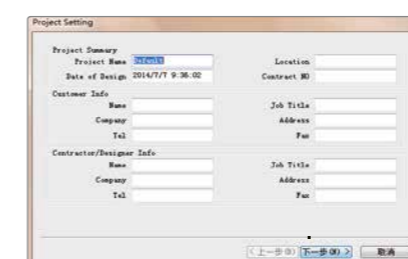 Project Setting
Project Summary
Project Name Default Location
Date of Design 2014/7/7 9:36:02 Contract NO
Customer Info
Name Job Title
Company Address
Tel Fax
Contractor/Designer Info
Name Job Title
Company Address
Tel Fax
<上一步(B) 下一步(N) > 取消